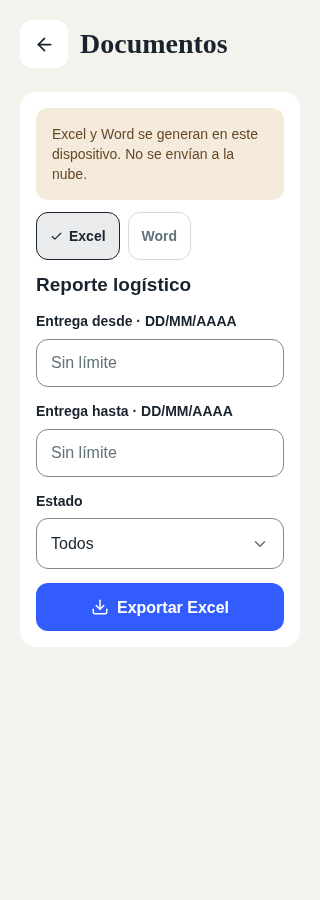 Documentos
Excel y Word se generan en este
dispositivo. No se envían a la
nube.
Excel
Word
Reporte logístico
Entrega desde · DD/MM/AAAA
Sin límite
Entrega hasta · DD/MM/AAAA
Sin límite
Estado
Todos
Exportar Excel